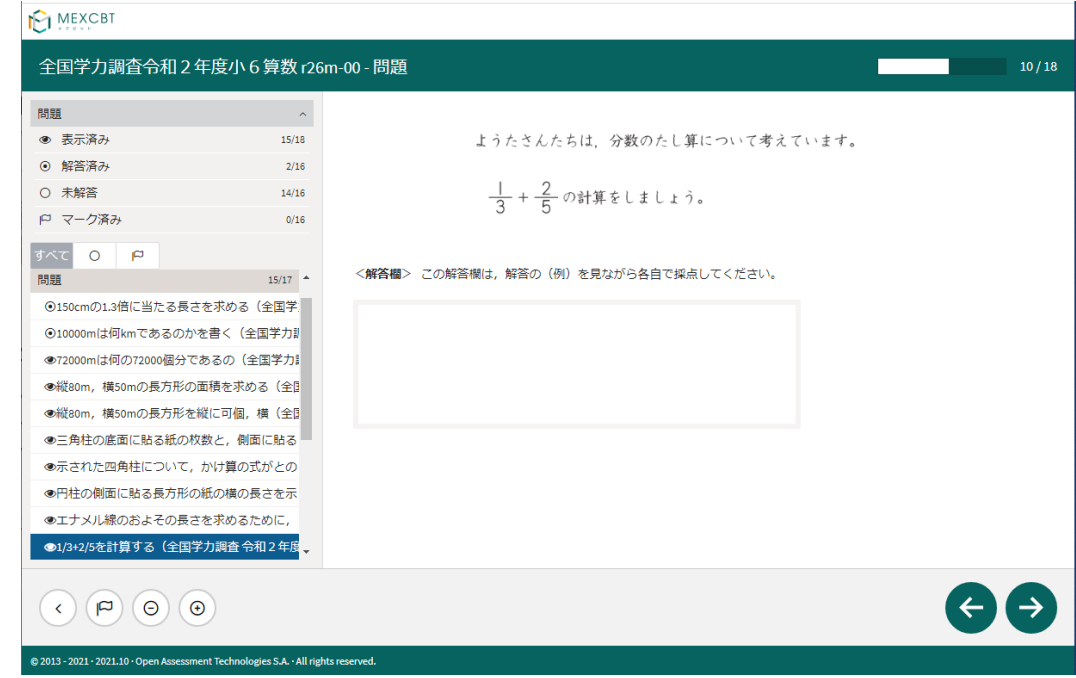 MEXCBT
メクビット
全国学力調査令和２年度小６算数 r26m-00 - 問題
10 / 18
問題
表示済み 15/18
解答済み 2/16
未解答 14/16
マーク済み 0/16
すべて
問題 15/17
150cmの1.3倍に当たる長さを求める（全国学
10000mは何kmであるのかを書く（全国学力
72000mは何の72000個分であるの（全国学力
縦80m，横50mの長方形の面積を求める（全
縦80m，横50mの長方形を縦に可個，横（全
三角柱の底面に貼る紙の枚数と，側面に貼る
示された四角柱について，かけ算の式がとの
円柱の側面に貼る長方形の紙の横の長さを示
エナメル線のおよその長さを求めるために，
1/3+2/5を計算する（全国学力調査 令和２年度
ようたさんたちは，分数のたし算について考えています。
1/3 + 2/5 の計算をしましょう。
＜解答欄＞ この解答欄は，解答の（例）を見ながら各自で採点してください。
© 2013 - 2021 · 2021.10 · Open Assessment Technologies S.A. · All rights reserved.